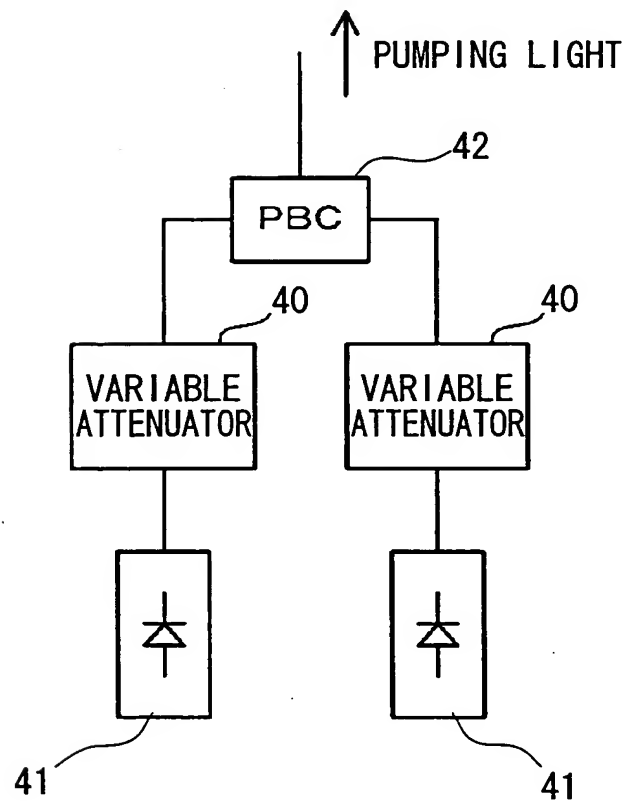 PUMPING LIGHT
42
PBC
40
40
VARIABLE
ATTENUATOR
VARIABLE
ATTENUATOR
41
41